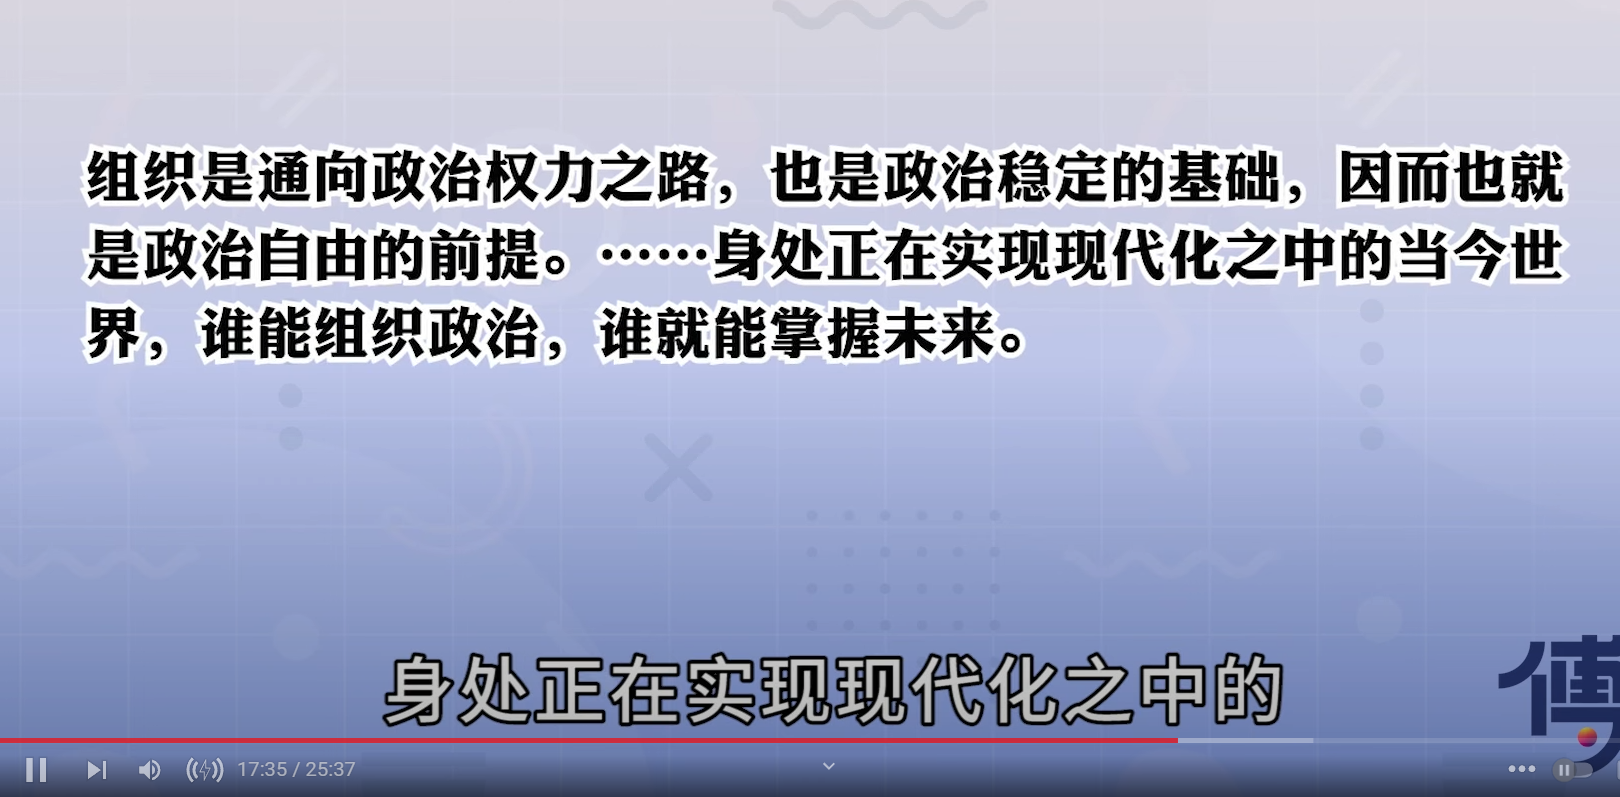 组织是通向政治权力之路，也是政治稳定的基础，因而也就
是政治自由的前提。……身处正在实现现代化之中的当今世
界，谁能组织政治，谁就能掌握未来。
身处正在实现现代化之中的
傅
17:35 / 25:37